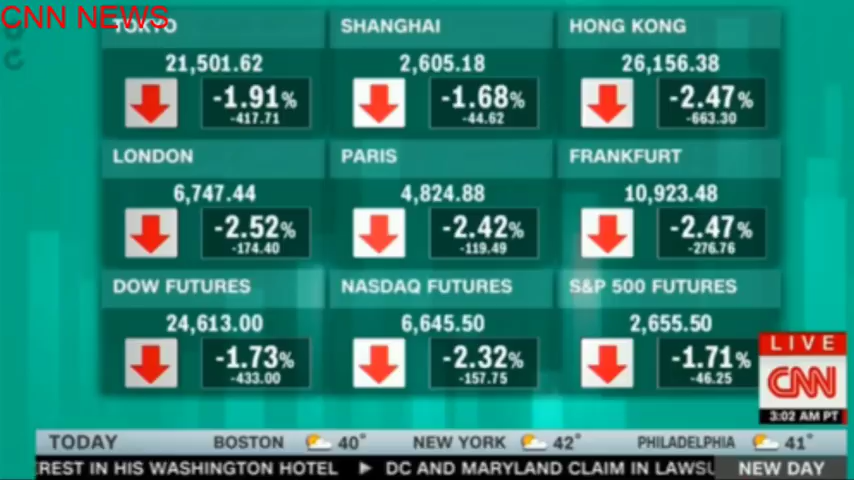 CNN NEWS
TOKYO SHANGHAI HONG KONG
21,501.62 2,605.18 26,156.38
-1.91% -1.68% -2.47%
-417.71 -44.62 -663.30
LONDON PARIS FRANKFURT
6,747.44 4,824.88 10,923.48
-2.52% -2.42% -2.47%
-174.40 -119.49 -276.76
DOW FUTURES NASDAQ FUTURES S&P 500 FUTURES
24,613.00 6,645.50 2,655.50
-1.73% -2.32% -1.71%
-433.00 -157.75 -46.25
LIVE
CNN
3:02 AM PT
TODAY BOSTON 40° NEW YORK 42° PHILADELPHIA 41°
REST IN HIS WASHINGTON HOTEL DC AND MARYLAND CLAIM IN LAWSU NEW DAY